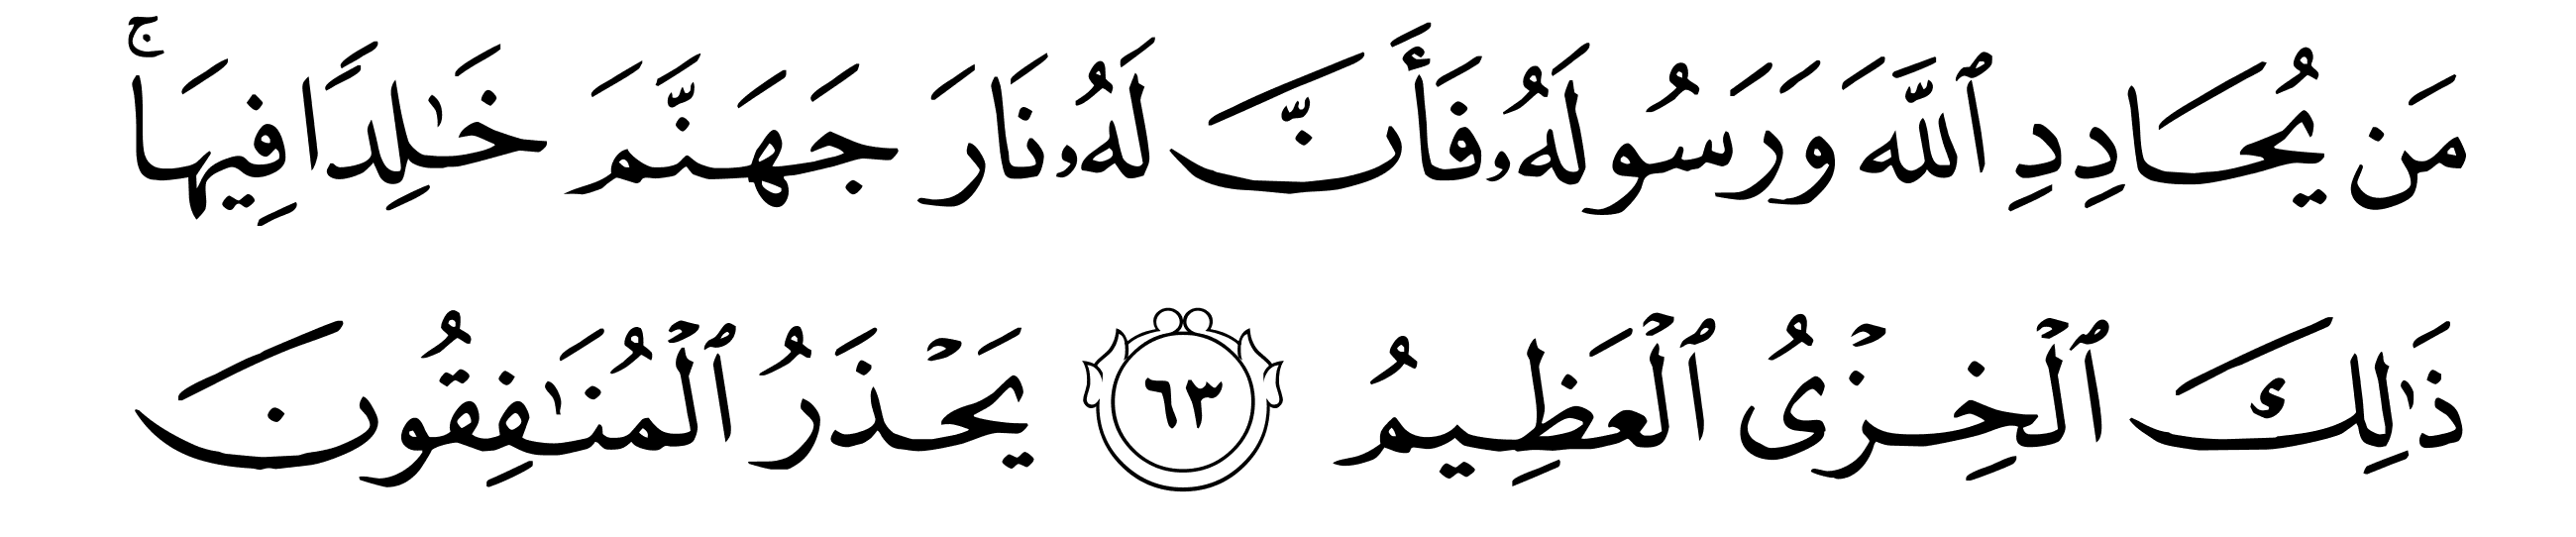 مَن يُحَادِدِ ٱللَّهَ وَرَسُولَهُۥ فَأَنَّ لَهُۥ نَارَ جَهَنَّمَ خَـٰلِدًا فِيهَاۚ
ذَٰلِكَ ٱلْخِزْىُ ٱلْعَظِيمُ ٦٣ يَحْذَرُ ٱلْمُنَـٰفِقُونَ